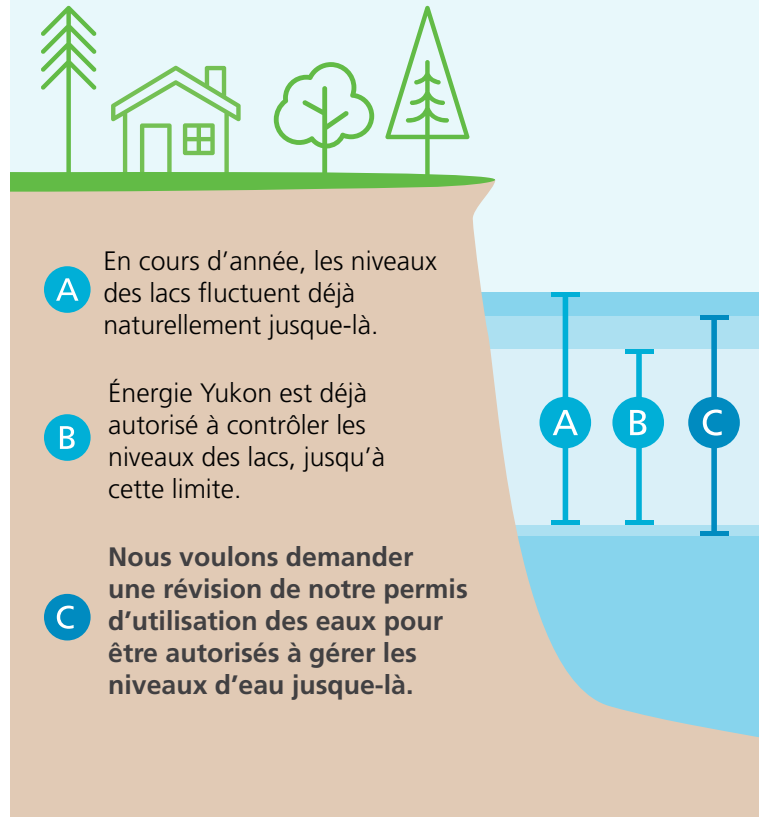 A
En cours d’année, les niveaux
des lacs fluctuent déjà
naturellement jusque-là.
B
Énergie Yukon est déjà
autorisé à contrôler les
niveaux des lacs, jusqu’à
cette limite.
C
Nous voulons demander
une révision de notre permis
d’utilisation des eaux pour
être autorisés à gérer les
niveaux d’eau jusque-là.
A B C